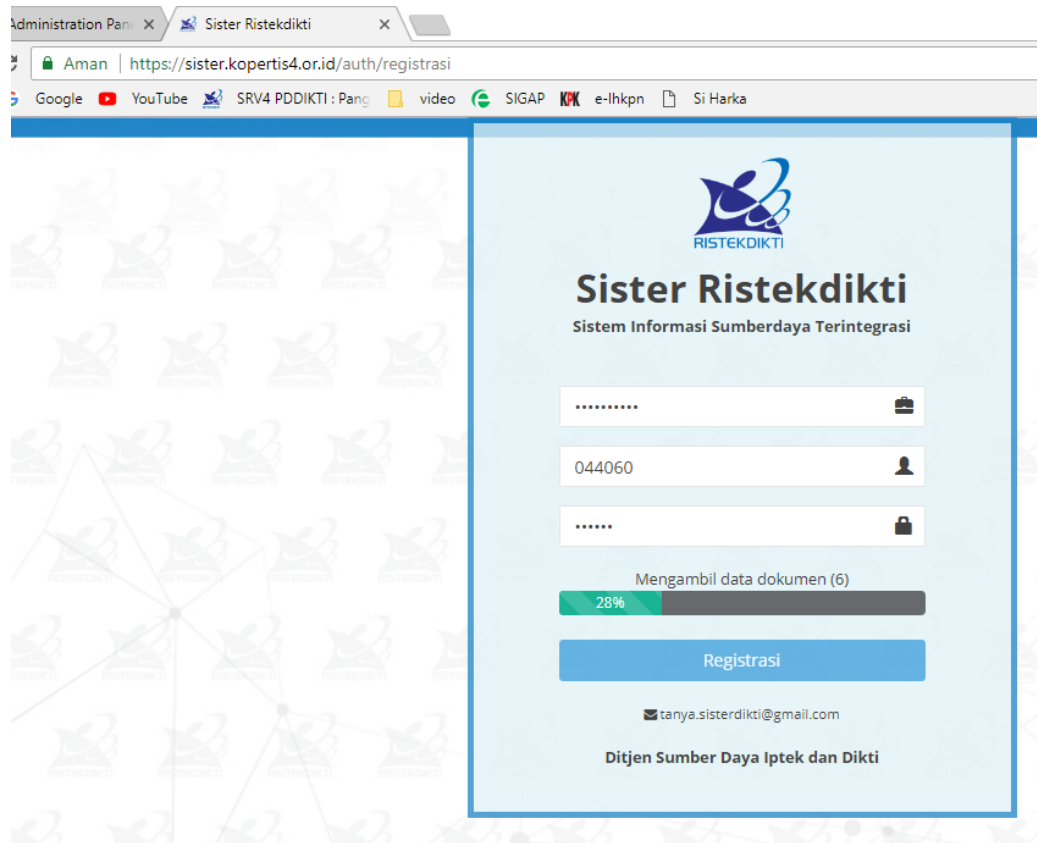 Administration Pan
Sister Ristekdikti
Aman | https://sister.kopertis4.or.id/auth/registrasi
Google YouTube SRV4 PDDIKTI : Pang video SIGAP KPK e-lhkpn Si Harka
RISTEKDIKTI
Sister Ristekdikti
Sistem Informasi Sumberdaya Terintegrasi
••••••••••
044060
••••••
Mengambil data dokumen (6)
28%
Registrasi
tanya.sisterdikti@gmail.com
Ditjen Sumber Daya Iptek dan Dikti